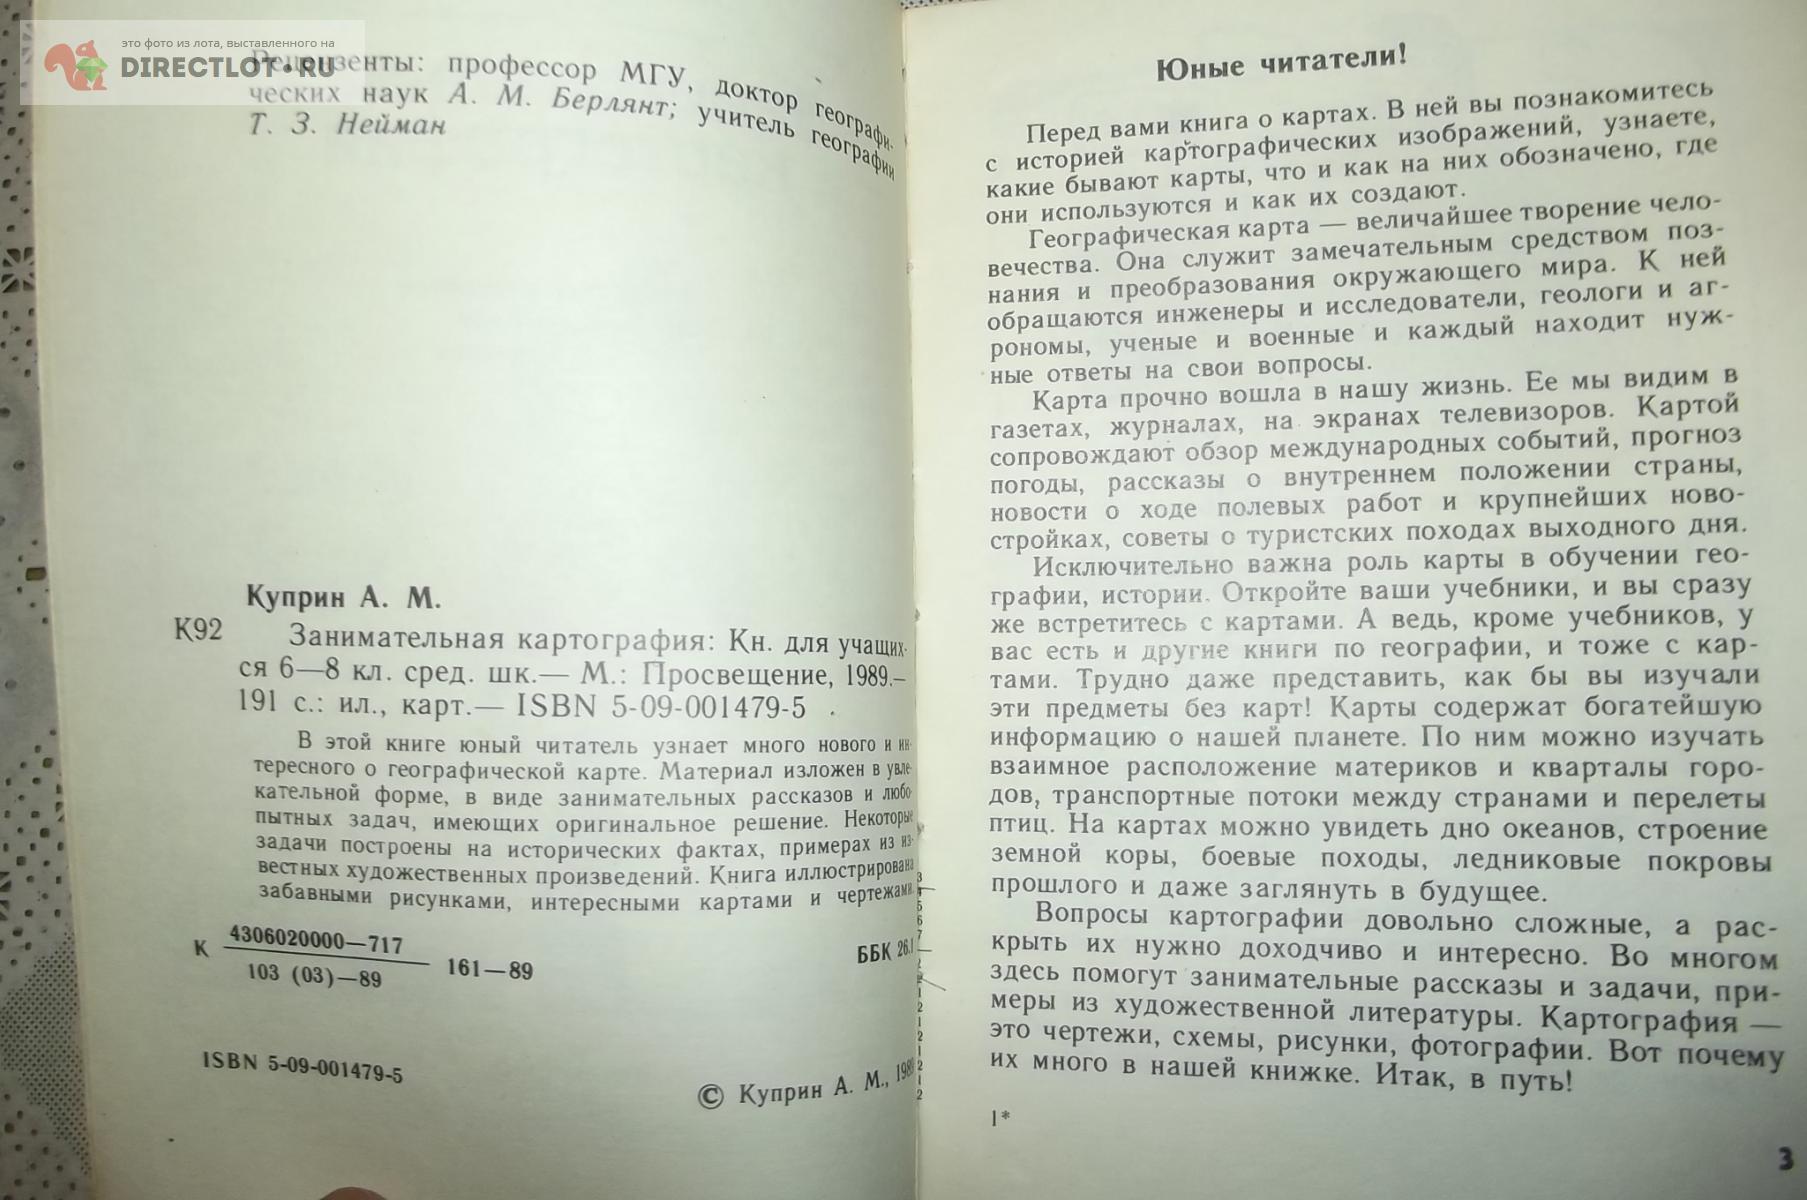 это фото из лота, выставленного на
DIRECTLOT.RU
Рецензенты: профессор МГУ, доктор географи-
ческих наук А. М. Берлянт; учитель географии
Т. З. Нейман
Куприн А. М.
К92
Занимательная картография: Кн. для учащих-
ся 6—8 кл. сред. шк.— М.: Просвещение, 1989.—
191 с.: ил., карт.— ISBN 5-09-001479-5
В этой книге юный читатель узнает много нового и ин-
тересного о географической карте. Материал изложен в увле-
кательной форме, в виде занимательных рассказов и любо-
пытных задач, имеющих оригинальное решение. Некоторые
задачи построены на исторических фактах, примерах из из-
вестных художественных произведений. Книга иллюстрирована
забавными рисунками, интересными картами и чертежами.
К 4306020000—717
103 (03)—89
161—89
ББК 26.1
ISBN 5-09-001479-5
© Куприн А. М., 1989
Юные читатели!
Перед вами книга о картах. В ней вы познакомитесь
с историей картографических изображений, узнаете,
какие бывают карты, что и как на них обозначено, где
они используются и как их создают.
Географическая карта — величайшее творение чело-
вечества. Она служит замечательным средством поз-
нания и преобразования окружающего мира. К ней
обращаются инженеры и исследователи, геологи и аг-
рономы, ученые и военные и каждый находит нуж-
ные ответы на свои вопросы.
Карта прочно вошла в нашу жизнь. Ее мы видим в
газетах, журналах, на экранах телевизоров. Картой
сопровождают обзор международных событий, прогноз
погоды, рассказы о внутреннем положении страны,
новости о ходе полевых работ и крупнейших ново-
стройках, советы о туристских походах выходного дня.
Исключительно важна роль карты в обучении гео-
графии, истории. Откройте ваши учебники, и вы сразу
же встретитесь с картами. А ведь, кроме учебников, у
вас есть и другие книги по географии, и тоже с кар-
тами. Трудно даже представить, как бы вы изучали
эти предметы без карт! Карты содержат богатейшую
информацию о нашей планете. По ним можно изучать
взаимное расположение материков и кварталы горо-
дов, транспортные потоки между странами и перелеты
птиц. На картах можно увидеть дно океанов, строение
земной коры, боевые походы, ледниковые покровы
прошлого и даже заглянуть в будущее.
Вопросы картографии довольно сложные, а рас-
крыть их нужно доходчиво и интересно. Во многом
здесь помогут занимательные рассказы и задачи, при-
меры из художественной литературы. Картография —
это чертежи, схемы, рисунки, фотографии. Вот почему
их много в нашей книжке. Итак, в путь!
1*
3